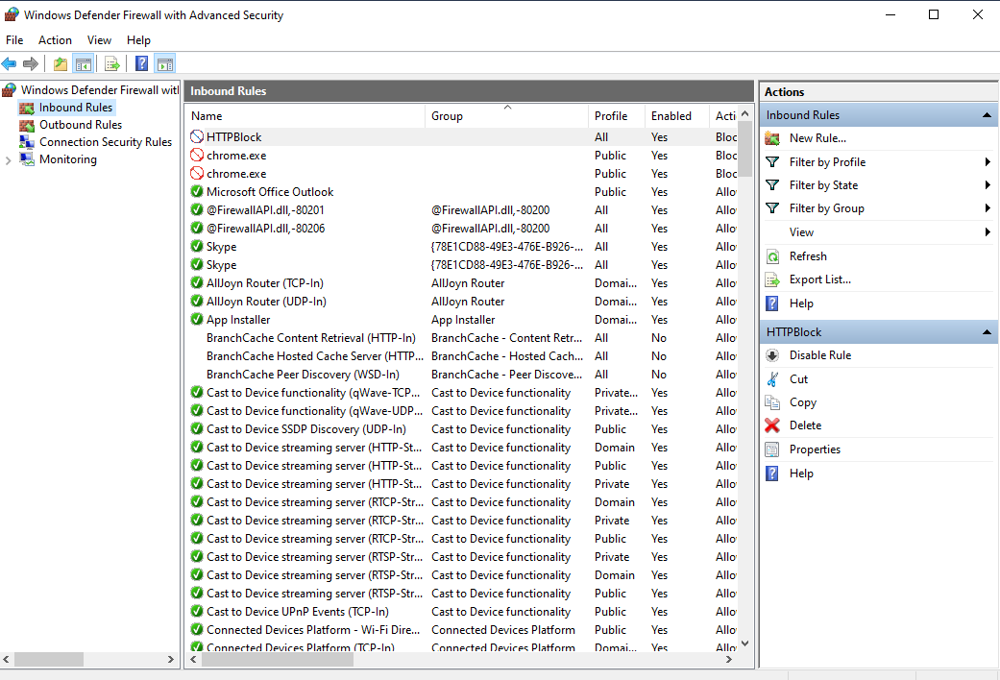 Windows Defender Firewall with Advanced Security
File Action View Help
Windows Defender Firewall witl
Inbound Rules
Outbound Rules
Connection Security Rules
Monitoring
Inbound Rules
Name Group Profile Enabled Acti
HTTPBlock All Yes Bloc
chrome.exe Public Yes Bloc
chrome.exe Public Yes Bloc
Microsoft Office Outlook Public Yes Allo
@FirewallAPI.dll,-80201 @FirewallAPI.dll,-80200 All Yes Allo
@FirewallAPI.dll,-80206 @FirewallAPI.dll,-80200 All Yes Allo
Skype {78E1CD88-49E3-476E-B926-... All Yes Allo
Skype {78E1CD88-49E3-476E-B926-... All Yes Allo
AllJoyn Router (TCP-In) AllJoyn Router Domai... Yes Allo
AllJoyn Router (UDP-In) AllJoyn Router Domai... Yes Allo
App Installer App Installer Domai... Yes Allo
BranchCache Content Retrieval (HTTP-In) BranchCache - Content Retr... All No Allo
BranchCache Hosted Cache Server (HTTP... BranchCache - Hosted Cach... All No Allo
BranchCache Peer Discovery (WSD-In) BranchCache - Peer Discove... All No Allo
Cast to Device functionality (qWave-TCP... Cast to Device functionality Private... Yes Allo
Cast to Device functionality (qWave-UDP... Cast to Device functionality Private... Yes Allo
Cast to Device SSDP Discovery (UDP-In) Cast to Device functionality Public Yes Allo
Cast to Device streaming server (HTTP-St... Cast to Device functionality Domain Yes Allo
Cast to Device streaming server (HTTP-St... Cast to Device functionality Public Yes Allo
Cast to Device streaming server (HTTP-St... Cast to Device functionality Private Yes Allo
Cast to Device streaming server (RTCP-Str... Cast to Device functionality Domain Yes Allo
Cast to Device streaming server (RTCP-Str... Cast to Device functionality Private Yes Allo
Cast to Device streaming server (RTCP-Str... Cast to Device functionality Public Yes Allo
Cast to Device streaming server (RTSP-Str... Cast to Device functionality Private Yes Allo
Cast to Device streaming server (RTSP-Str... Cast to Device functionality Domain Yes Allo
Cast to Device streaming server (RTSP-Str... Cast to Device functionality Public Yes Allo
Cast to Device UPnP Events (TCP-In) Cast to Device functionality Public Yes Allo
Connected Devices Platform - Wi-Fi Dire... Connected Devices Platform Public Yes Allo
Connected Devices Platform (TCP-In) Connected Devices Platform Domai... Yes Allo
Actions
Inbound Rules
New Rule...
Filter by Profile
Filter by State
Filter by Group
View
Refresh
Export List...
Help
HTTPBlock
Disable Rule
Cut
Copy
Delete
Properties
Help